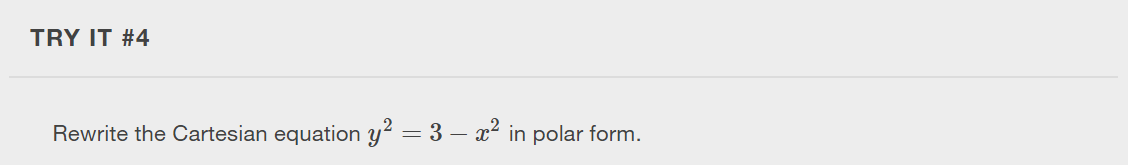 TRY IT #4
Rewrite the Cartesian equation y² = 3 − x² in polar form.